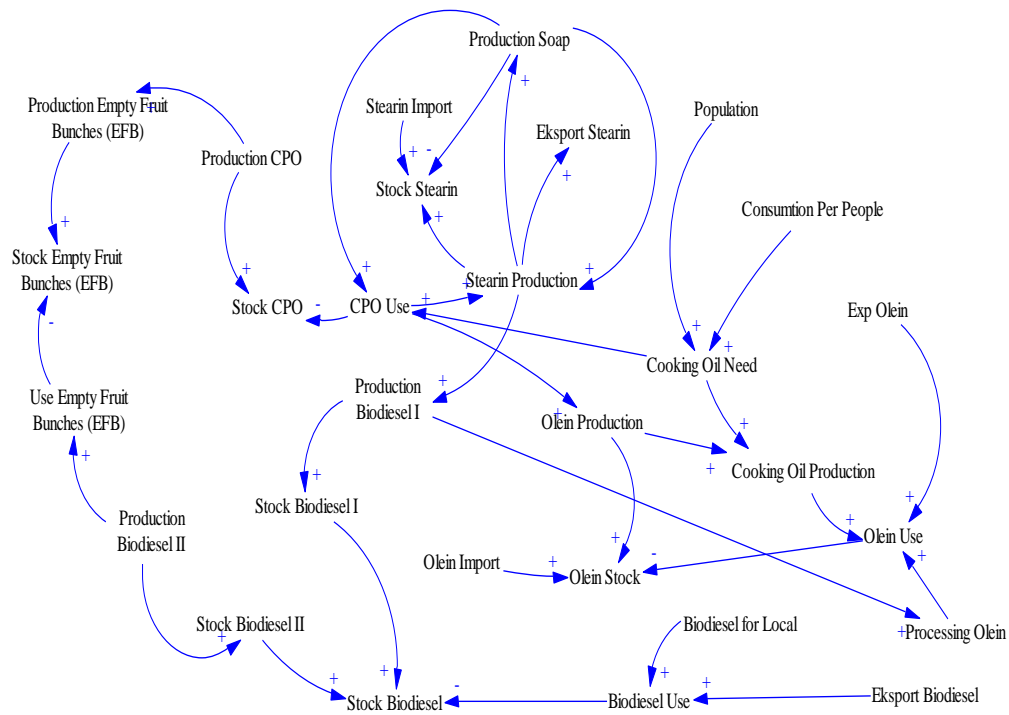 Production Soap
Stearin Import
Production Empty Fruit
Bunches (EFB)
Population
Eksport Stearin
Production CPO
Stock Stearin
Consumtion Per People
Stock Empty Fruit
Bunches (EFB)
Stearin Production
Stock CPO
CPO Use
Exp Olein
Cooking Oil Need
Production
Biodiesel I
Use Empty Fruit
Bunches (EFB)
Olein Production
Cooking Oil Production
Stock Biodiesel I
Production
Biodiesel II
Olein Use
Olein Import
Olein Stock
Stock Biodiesel II
Biodiesel for Local
Processing Olein
Stock Biodiesel
Biodiesel Use
Eksport Biodiesel